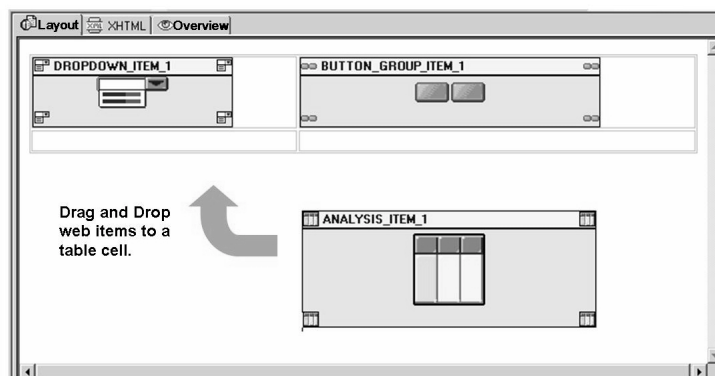 Layout XHTML Overview
DROPDOWN_ITEM_1 BUTTON_GROUP_ITEM_1
Drag and Drop
web items to a
table cell.
ANALYSIS_ITEM_1